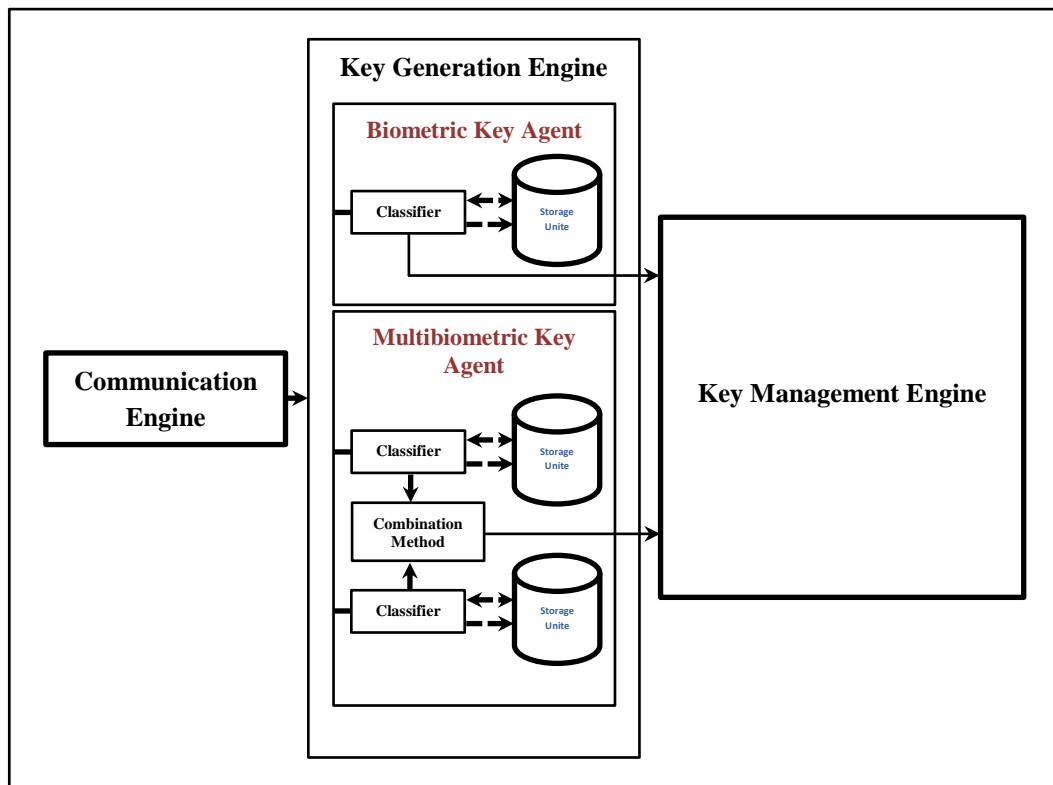 Key Generation Engine
Biometric Key Agent
Classifier
Storage
Unite
Multibiometric Key
Agent
Communication
Engine
Key Management Engine
Classifier
Storage
Unite
Combination
Method
Classifier
Storage
Unite